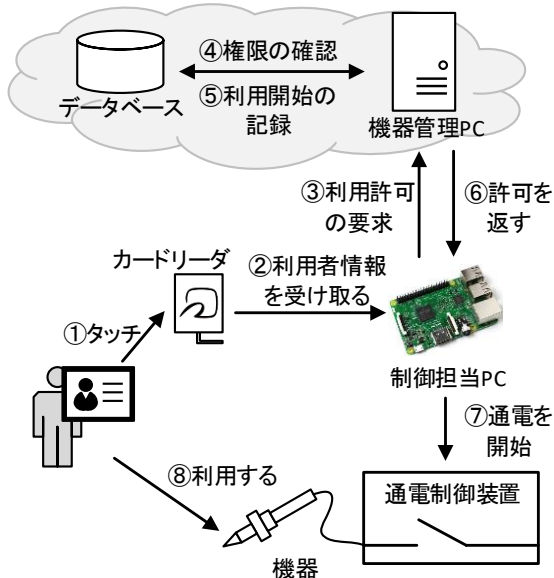 ④権限の確認
⑤利用開始の
記録
データベース
機器管理PC
③利用許可
の要求
⑥許可を
返す
カードリーダ
②利用者情報
を受け取る
①タッチ
制御担当PC
⑦通電を
開始
⑧利用する
通電制御装置
機器